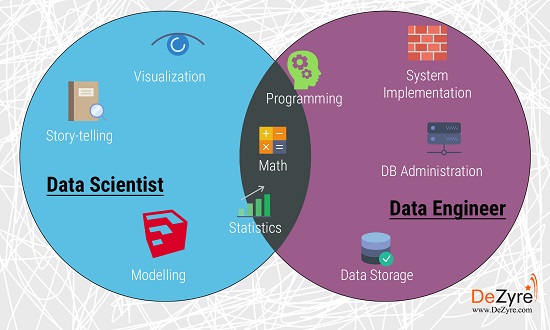 Visualization
Story-telling
Data Scientist
Modelling
Programming
Math
Statistics
System
Implementation
DB Administration
Data Engineer
Data Storage
DeZyre
www.DeZyre.com